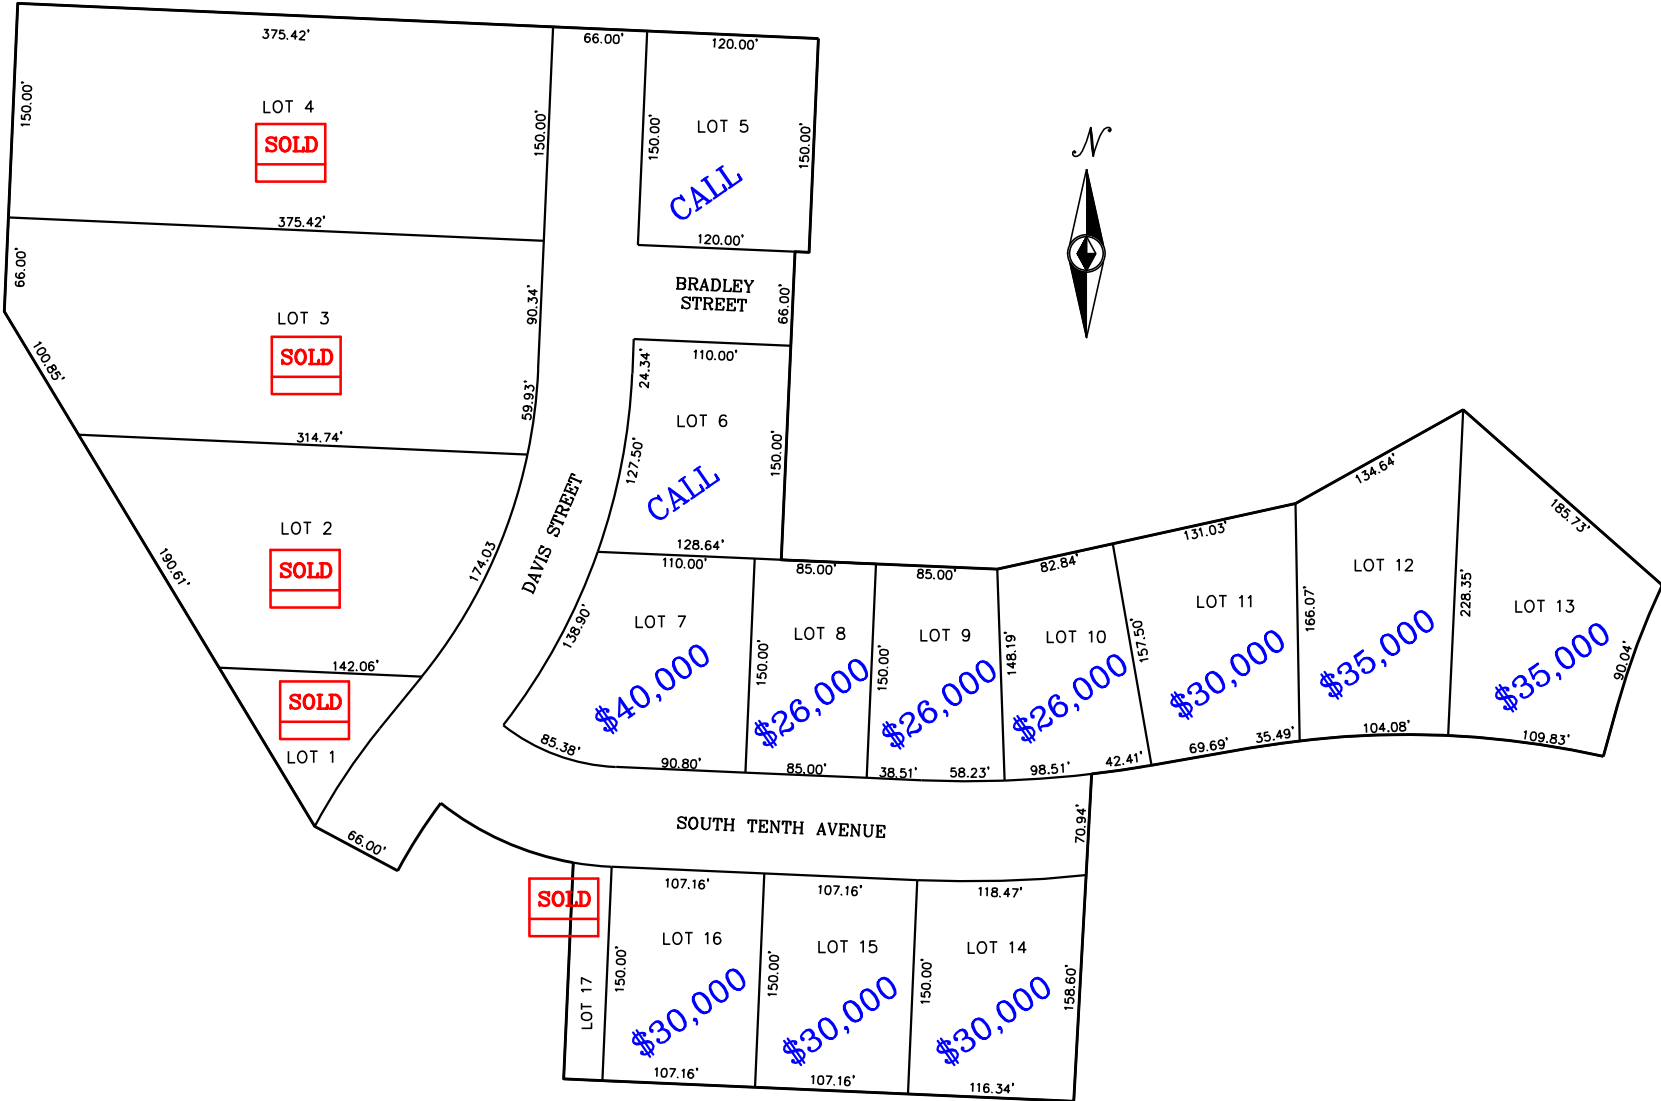 375.42'
66.00'
120.00'
150.00'
LOT 4
SOLD
150.00'
150.00'
LOT 5
150.00'
CALL
N
375.42'
120.00'
66.00'
LOT 3
SOLD
90.34'
BRADLEY
STREET
66.00'
100.85'
59.93'
24.34'
110.00'
LOT 6
127.50'
150.00'
CALL
314.74'
LOT 2
SOLD
190.61'
174.03
DAVIS STREET
128.64'
110.00'
85.00'
85.00'
82.84'
131.03'
134.64'
185.73'
138.90'
LOT 7
$40,000
150.00'
LOT 8
$26,000
150.00'
LOT 9
$26,000
148.19'
LOT 10
$26,000
157.50'
LOT 11
$30,000
166.07'
LOT 12
$35,000
228.35'
LOT 13
$35,000
90.04'
142.06'
SOLD
LOT 1
66.00'
85.38'
90.80'
85.00'
38.51'
58.23'
98.51'
42.41'
69.69'
35.49'
104.08'
109.83'
SOUTH TENTH AVENUE
70.94'
SOLD
LOT 17
107.16'
107.16'
118.47'
150.00'
LOT 16
$30,000
150.00'
LOT 15
$30,000
150.00'
LOT 14
$30,000
158.60'
107.16'
107.16'
116.34'